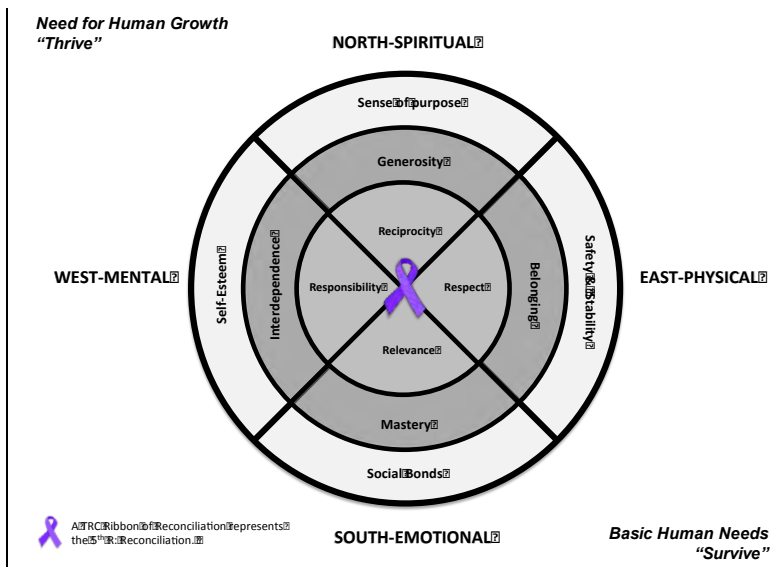 Need for Human Growth
“Thrive”
NORTH-SPIRITUAL
Sense of purpose
Generosity
Reciprocity
WEST-MENTAL
Self-Esteem
Interdependence
Responsibility
Respect
Belonging
Safety & Stability
EAST-PHYSICAL
Relevance
Mastery
Social Bonds
A TRC Ribbon of Reconciliation represents
the 5th R: Reconciliation.
SOUTH-EMOTIONAL
Basic Human Needs
“Survive”